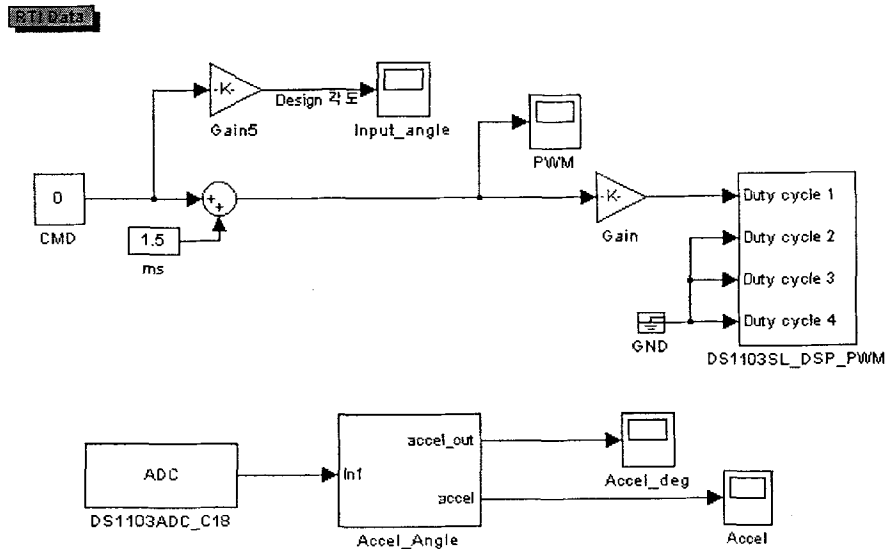 RTI Data
-K-
Design 각도
Gain5
Input_angle
PWM
0
CMD
1.5
ms
-K-
Gain
Duty cycle 1
Duty cycle 2
Duty cycle 3
Duty cycle 4
GND
DS1103SL_DSP_PWM
ADC
DS1103ADC_C18
In1
accel_out
accel
Accel_Angle
Accel_deg
Accel